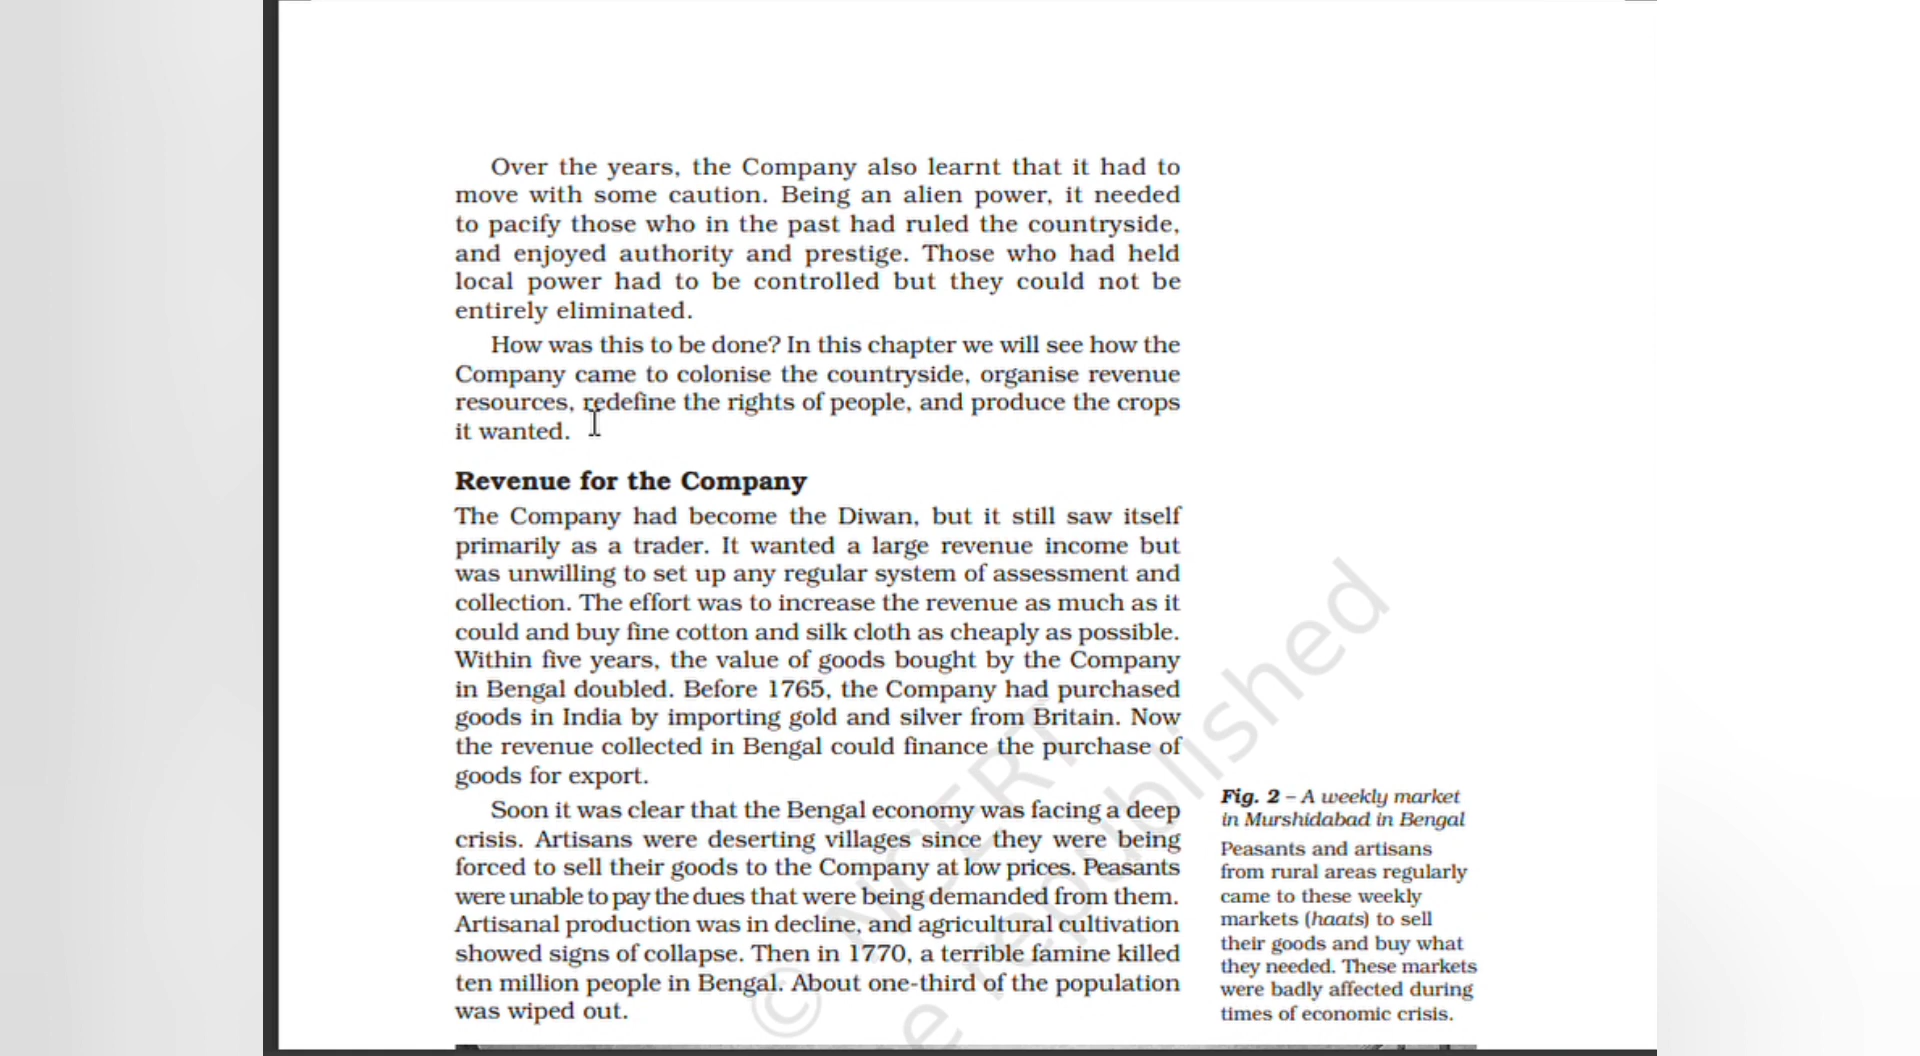 Over the years, the Company also learnt that it had to
move with some caution. Being an alien power, it needed
to pacify those who in the past had ruled the countryside,
and enjoyed authority and prestige. Those who had held
local power had to be controlled but they could not be
entirely eliminated.
How was this to be done? In this chapter we will see how the
Company came to colonise the countryside, organise revenue
resources, redefine the rights of people, and produce the crops
it wanted.
Revenue for the Company
The Company had become the Diwan, but it still saw itself
primarily as a trader. It wanted a large revenue income but
was unwilling to set up any regular system of assessment and
collection. The effort was to increase the revenue as much as it
could and buy fine cotton and silk cloth as cheaply as possible.
Within five years, the value of goods bought by the Company
in Bengal doubled. Before 1765, the Company had purchased
goods in India by importing gold and silver from Britain. Now
the revenue collected in Bengal could finance the purchase of
goods for export.
Soon it was clear that the Bengal economy was facing a deep
crisis. Artisans were deserting villages since they were being
forced to sell their goods to the Company at low prices. Peasants
were unable to pay the dues that were being demanded from them.
Artisanal production was in decline, and agricultural cultivation
showed signs of collapse. Then in 1770, a terrible famine killed
ten million people in Bengal. About one-third of the population
was wiped out.
Fig. 2 – A weekly market
in Murshidabad in Bengal
Peasants and artisans
from rural areas regularly
came to these weekly
markets (haats) to sell
their goods and buy what
they needed. These markets
were badly affected during
times of economic crisis.
© NCERT
republished